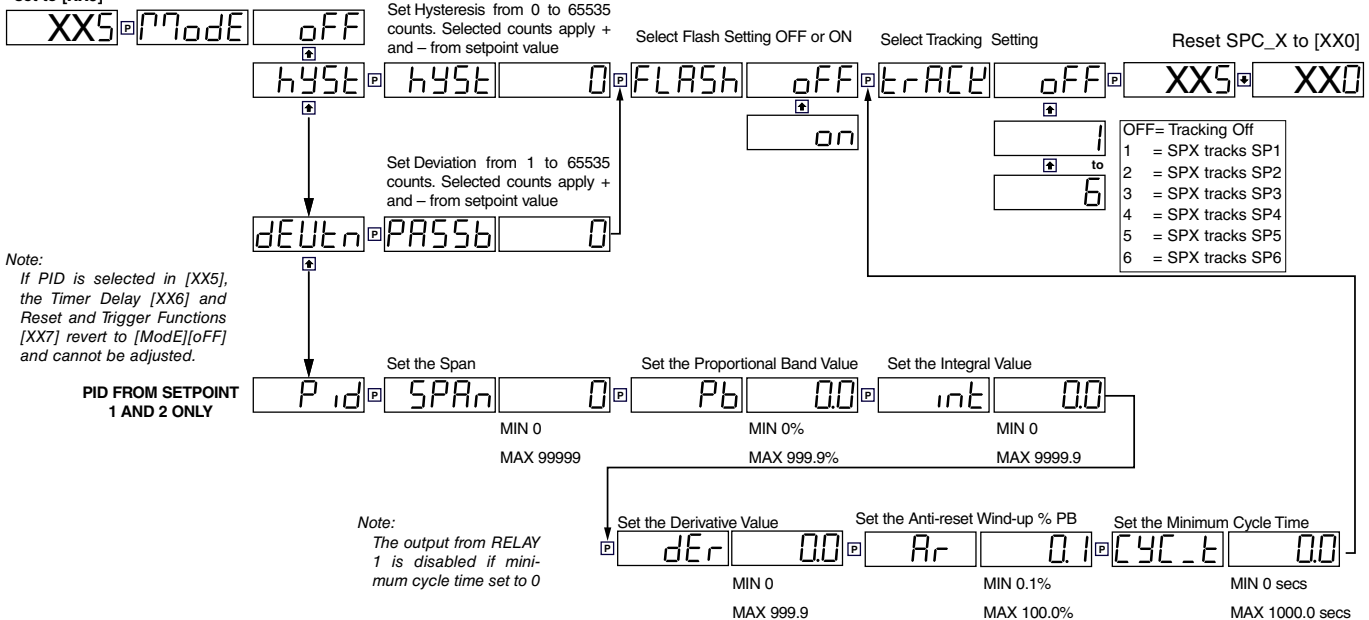 XX5 P ModE oFF
Set Hysteresis from 0 to 65535
counts. Selected counts apply +
and – from setpoint value
Select Flash Setting OFF or ON
Select Tracking Setting
Reset SPC_X to [XX0]
hYSt P hYSt 0 P FLASh oFF P trACK oFF P XX5 XX0
on
1
to
6
OFF= Tracking Off
1 = SPX tracks SP1
2 = SPX tracks SP2
3 = SPX tracks SP3
4 = SPX tracks SP4
5 = SPX tracks SP5
6 = SPX tracks SP6
Set Deviation from 1 to 65535
counts. Selected counts apply +
and – from setpoint value
dEVtn P PASSb 0
Note:
If PID is selected in [XX5],
the Timer Delay [XX6] and
Reset and Trigger Functions
[XX7] revert to [ModE][oFF]
and cannot be adjusted.
PID FROM SETPOINT
1 AND 2 ONLY
Set the Span
Set the Proportional Band Value
Set the Integral Value
Pid P SPAn 0 P Pb 0.0 P int 0.0
MIN 0
MAX 99999
MIN 0%
MAX 999.9%
MIN 0
MAX 9999.9
Note:
The output from RELAY
1 is disabled if mini-
mum cycle time set to 0
Set the Derivative Value
Set the Anti-reset Wind-up % PB
Set the Minimum Cycle Time
P dEr 0.0 P Ar 0.1 P CYC_t 0.0
MIN 0
MAX 999.9
MIN 0.1%
MAX 100.0%
MIN 0 secs
MAX 1000.0 secs